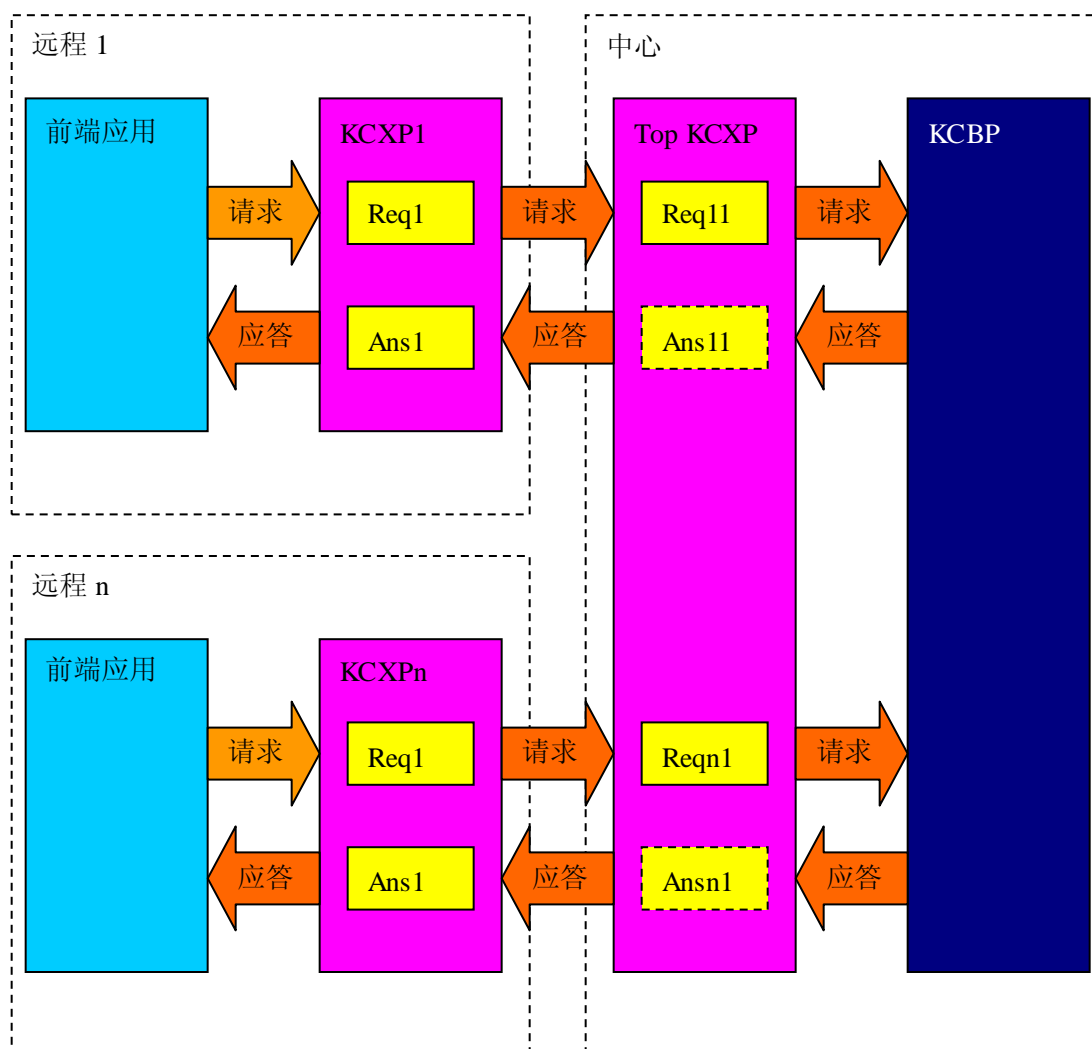 远程 1
中心
前端应用
KCXP1
Top KCXP
KCBP
请求
Req1
请求
Req11
请求
应答
Ans1
应答
Ans11
应答
远程 n
前端应用
KCXPn
请求
Req1
请求
Reqn1
请求
应答
Ans1
应答
Ansn1
应答